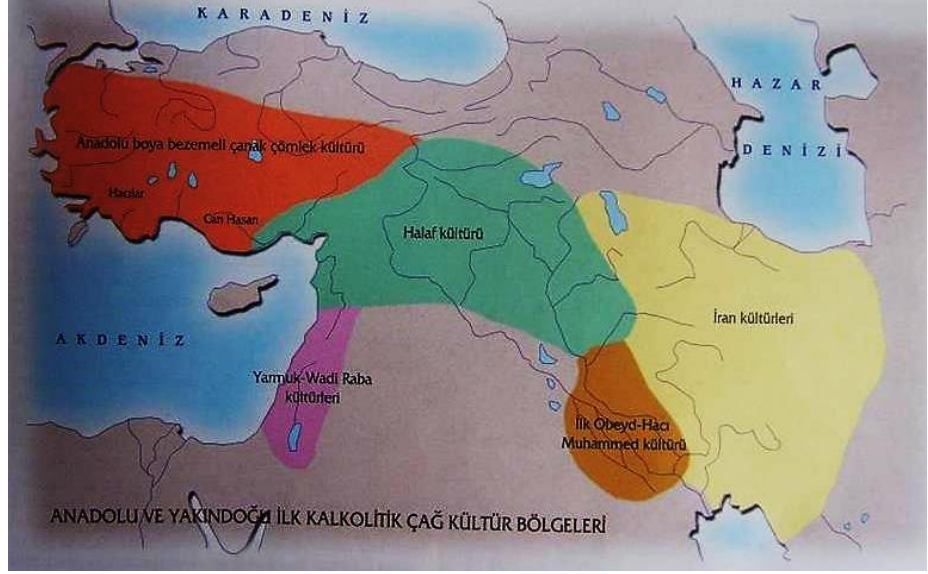 KARADENİZ
HAZAR
DENİZİ
Anadolu boya bezemeli çanak çömlek kültürü
Hacılar
Can Hasan
Halaf kültürü
İran kültürleri
AKDENİZ
Yarmuk-Wadi Raba
kültürleri
İlk Obeyd-Hacı
Muhammed kültürü
ANADOLU VE YAKINDOĞU İLK KALKOLİTİK ÇAĞ KÜLTÜR BÖLGELERİ